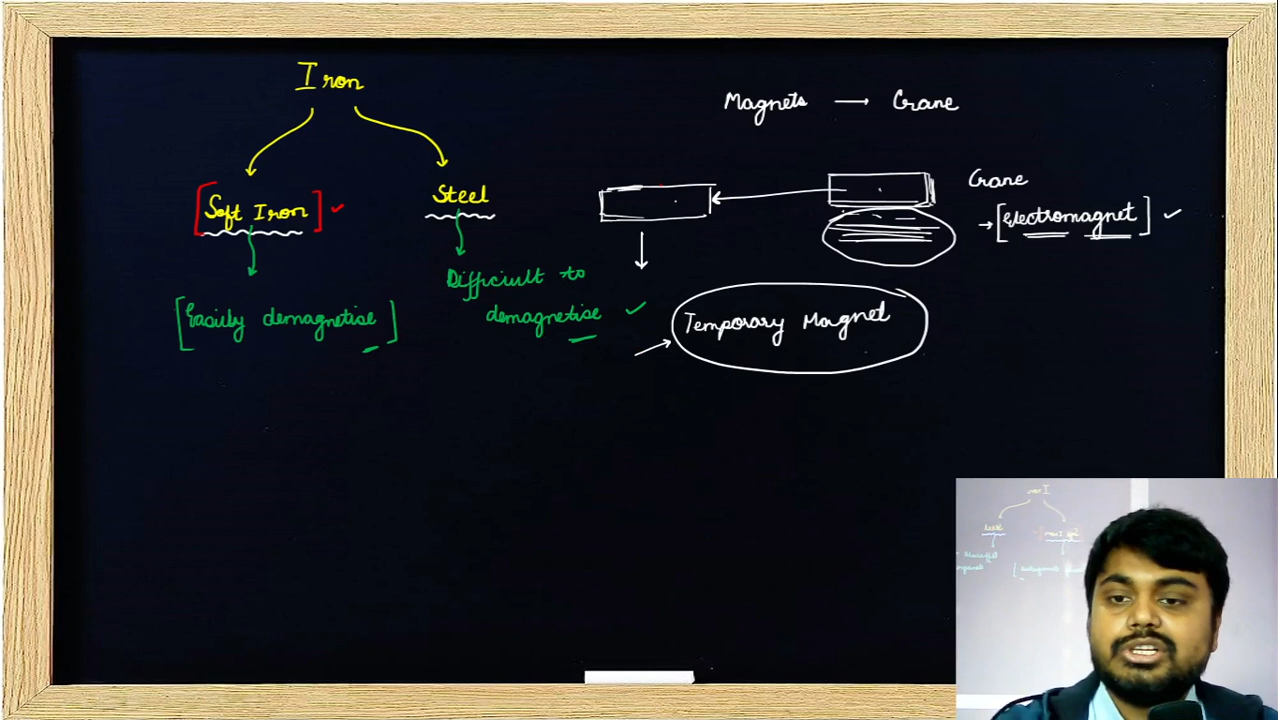 Iron
Magnets → Crane
[Soft Iron] ✓
Steel
Crane
→ [Electromagnet] ✓
Difficult to
demagnetise ✓
[Easily demagnetise]
Temporary Magnet